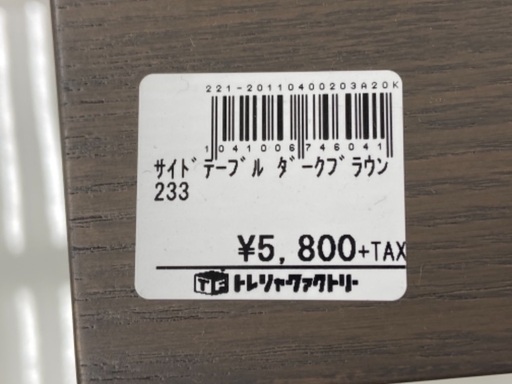 221-20110400203A20K
1041006746041
サイドテーブル ダークブラウン
233
¥5,800+TAX
TF トレジャーファクトリー